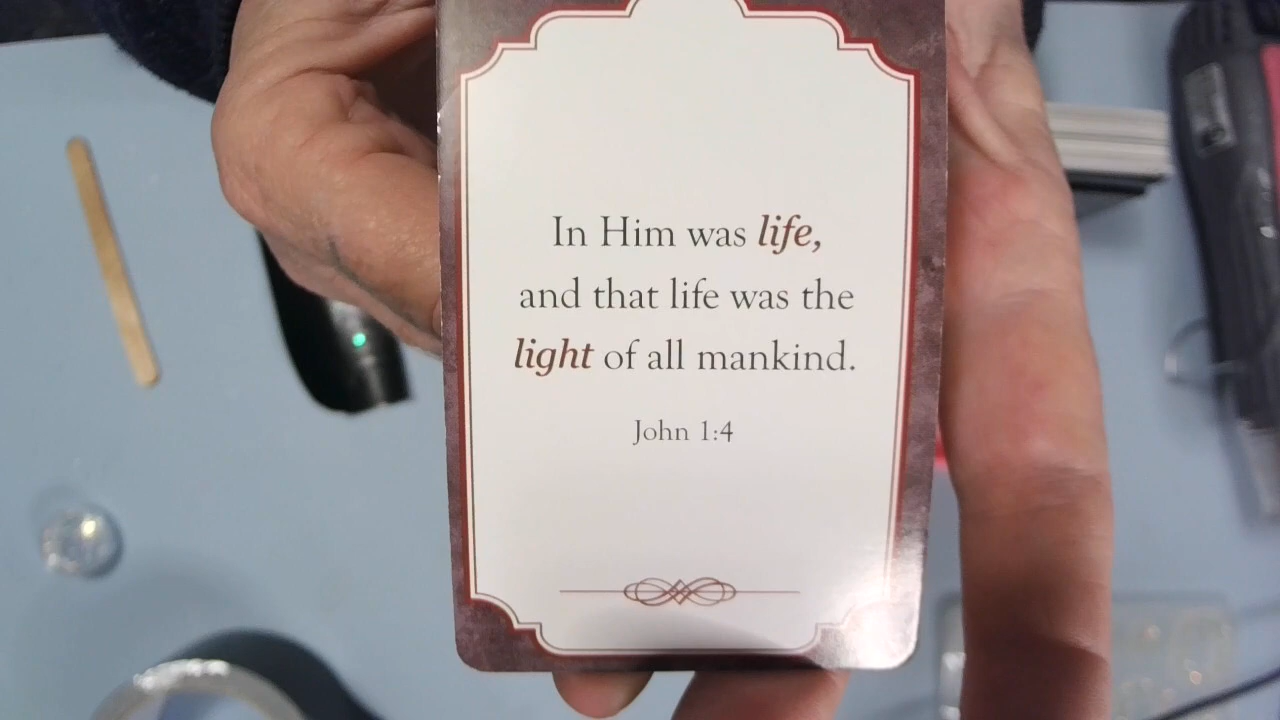 In Him was life,
and that life was the
light of all mankind.
John 1:4